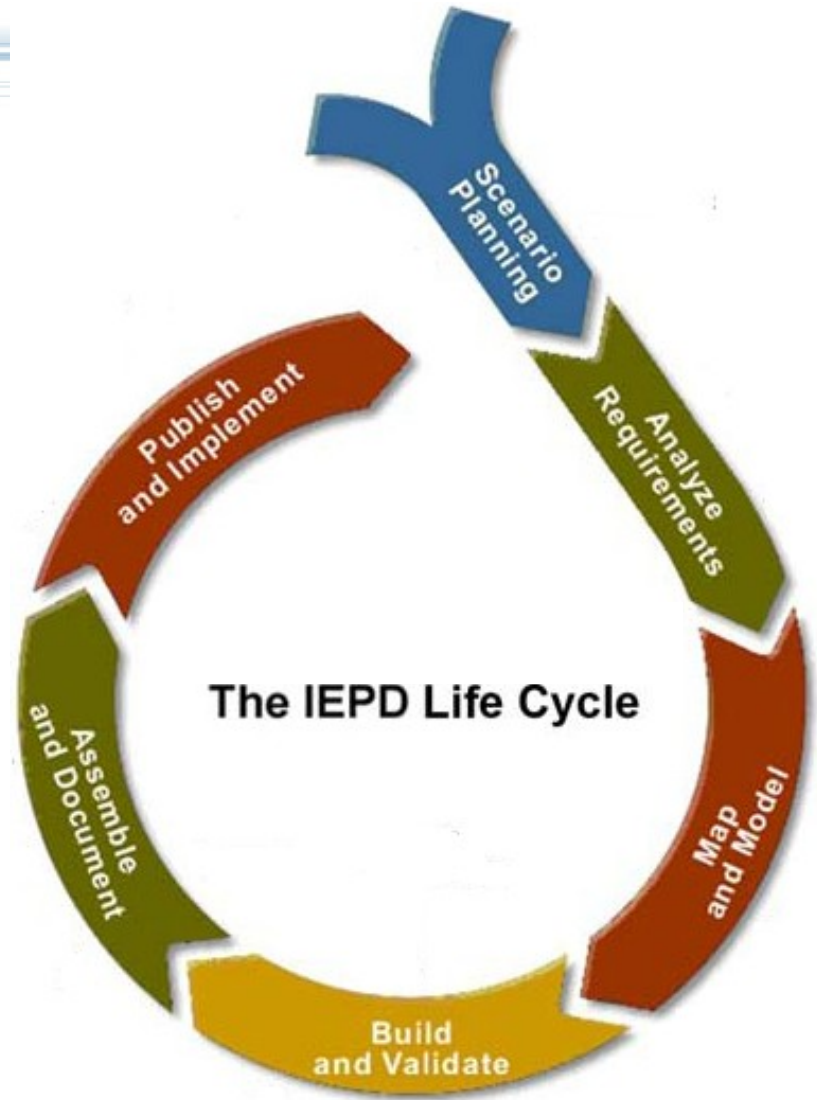 Scenario
Planning
Analyze
Requirements
Map
and Model
Build
and Validate
Assemble
and Document
Publish
and Implement
The IEPD Life Cycle